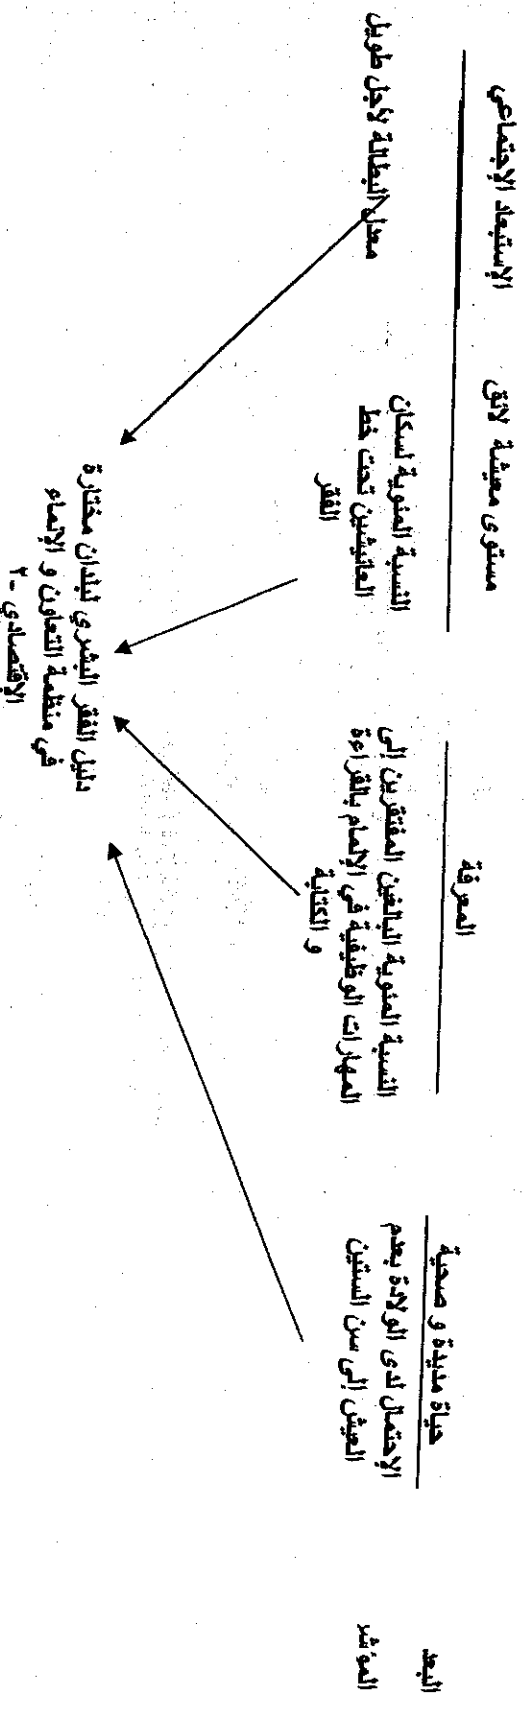 البعد
حياة مديدة و صحية
المعرفة
مستوى معيشة لائق
الإستبعاد الإجتماعي
المؤشر
الإحتمال لدى الولادة بعدم
العيش إلى سن الستين
النسبة المئوية البالغين المفتقرين إلى
المهارات الوظيفية في الإلمام بالقراءة
و الكتابة
النسبة المئوية لسكان
العائيشين تحت خط
الفقر
معدل البطالة لأجل طويل
دليل الفقر البشري لبلدان مختارة
في منظمة التعاون و الإنماء
الإقتصادي -٢